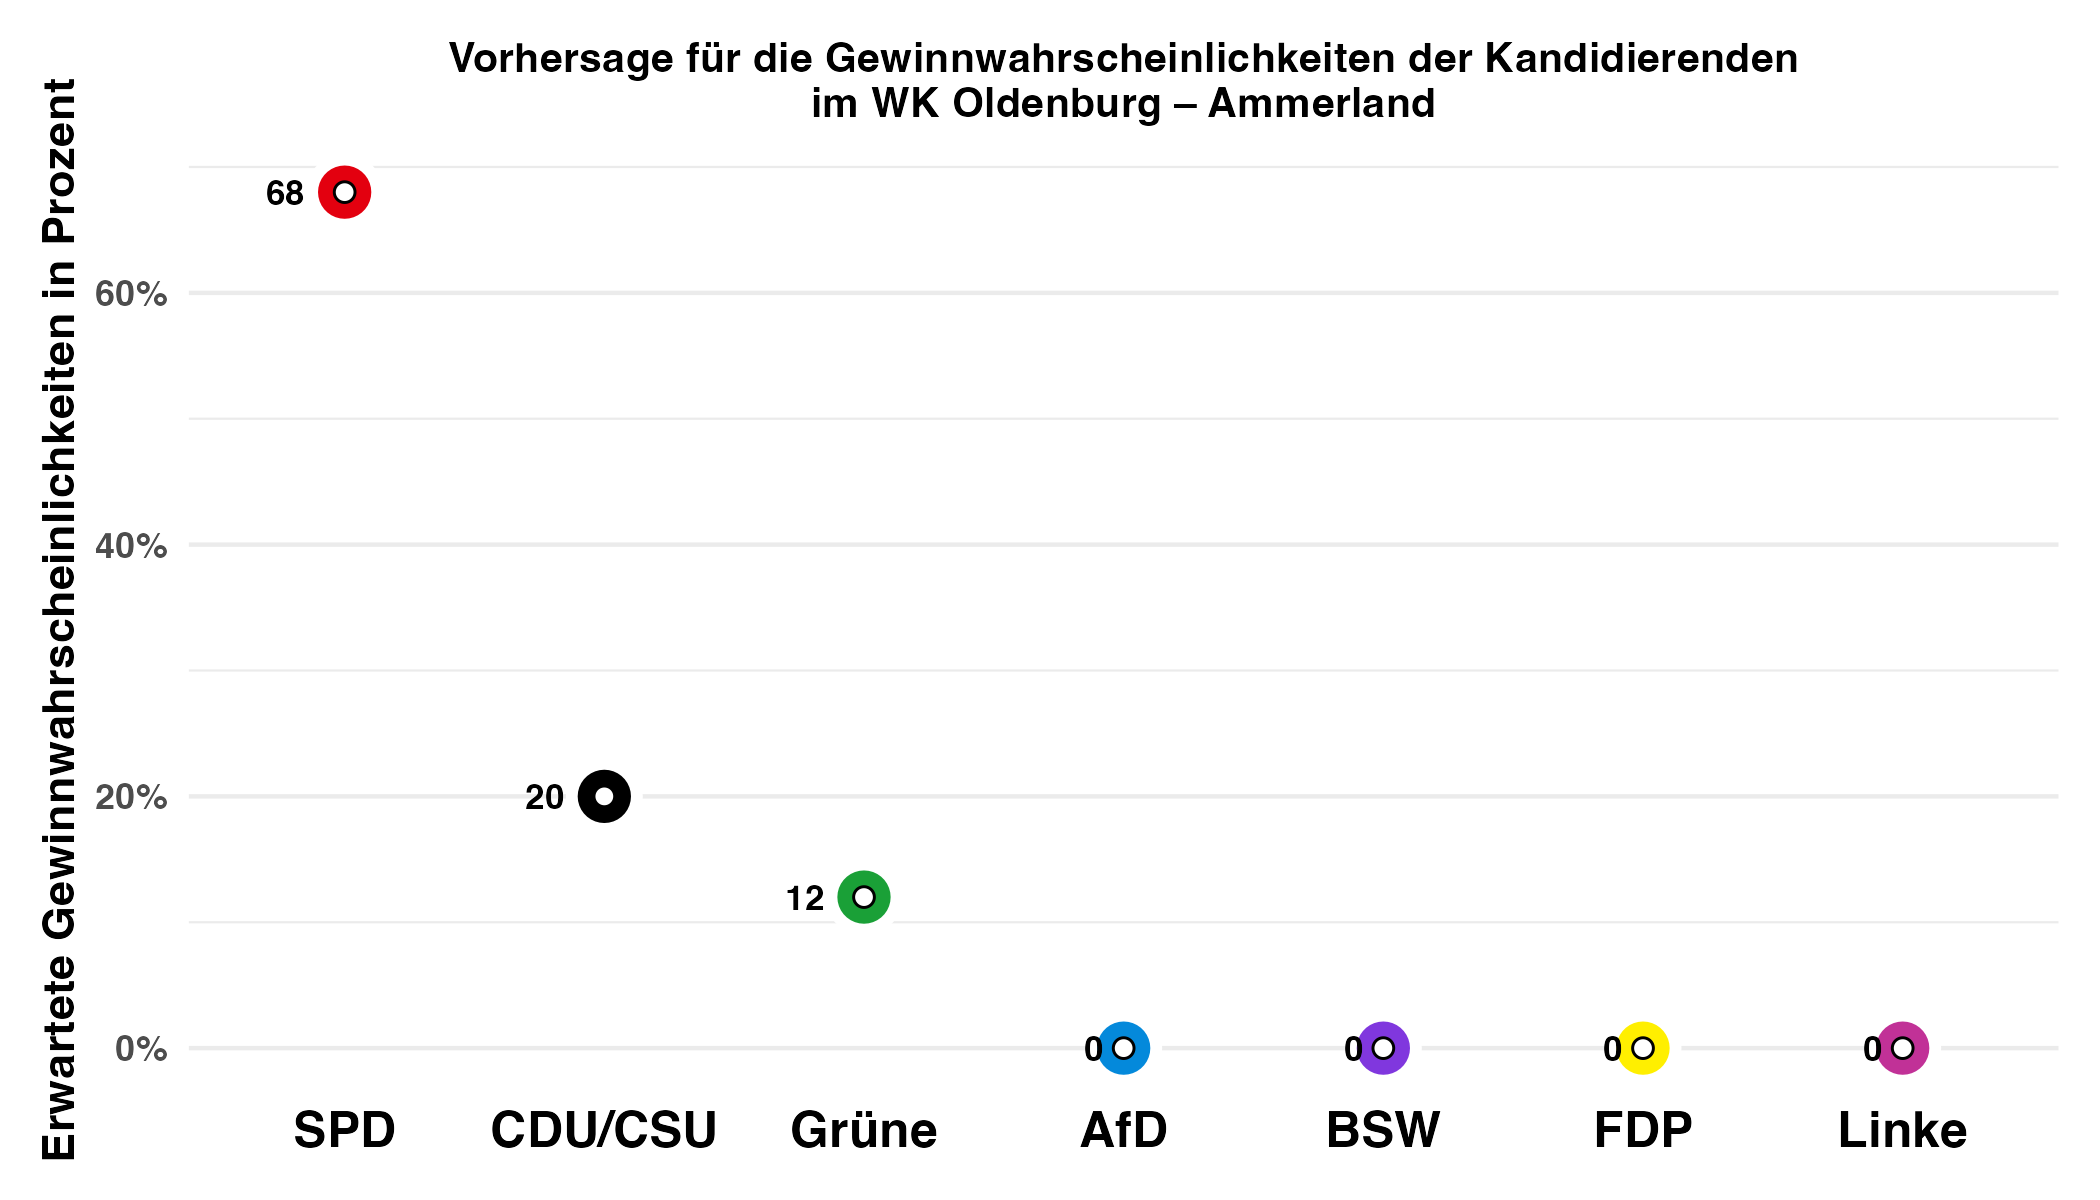 Vorhersage für die Gewinnwahrscheinlichkeiten der Kandidierenden
im WK Oldenburg – Ammerland
Erwartete Gewinnwahrscheinlichkeiten in Prozent
68
60%
40%
20%
20
12
0%
0
0
0
0
SPD
CDU/CSU
Grüne
AfD
BSW
FDP
Linke